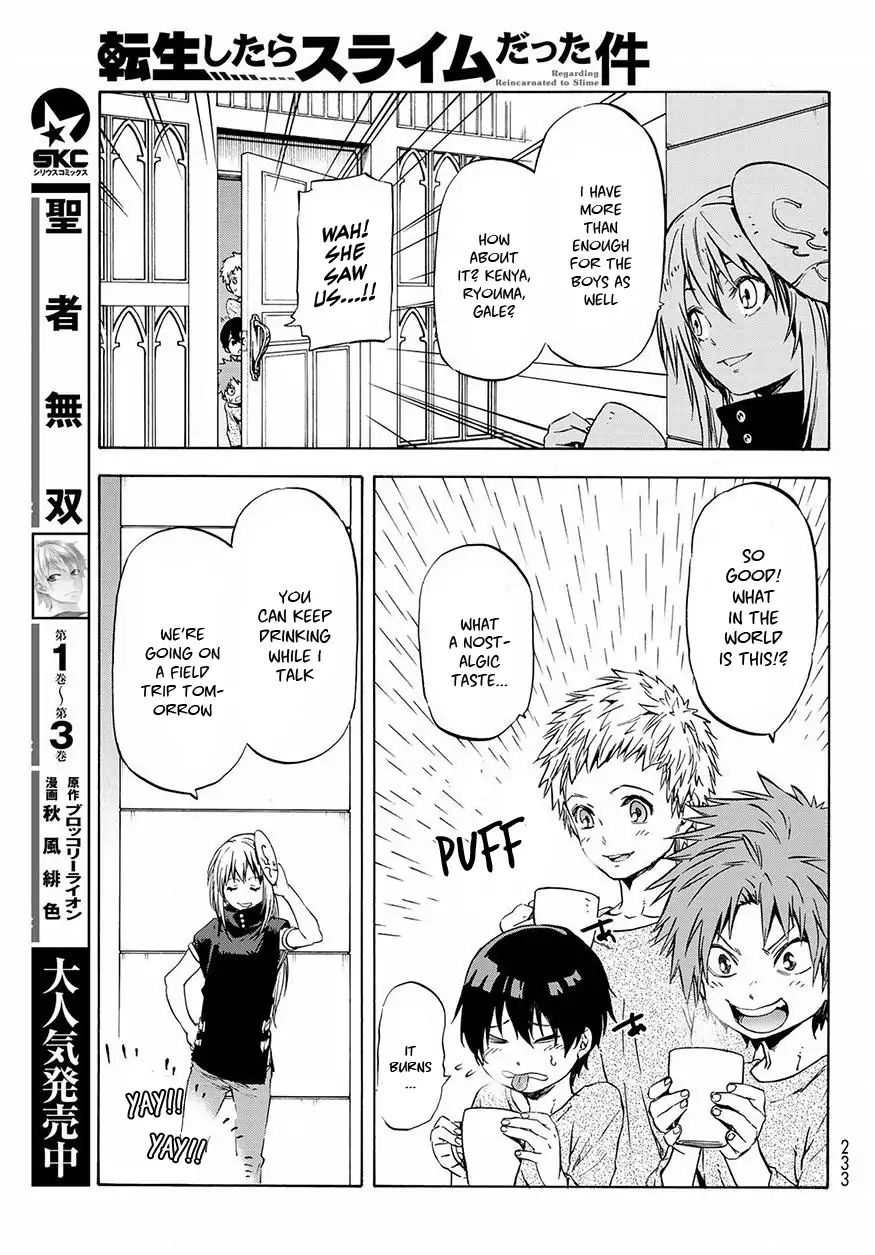 転生したらスライムだった件
Regarding
Reincarnated to Slime
SKC
シリウスコミックス
聖者無双
第1巻～第3巻
原作 ブロッコリーライオン
漫画 秋風緋色
大人気発売中
I HAVE
MORE
THAN
ENOUGH
FOR THE
BOYS AS
WELL
HOW
ABOUT
IT? KENYA,
RYOUMA,
GALE?
WAH!
SHE
SAW
US...!!
SO
GOOD!
WHAT
IN THE
WORLD
IS THIS!?
WHAT
A NOST-
ALGIC
TASTE...
PUFF
IT
BURNS
...
YOU
CAN KEEP
DRINKING
WHILE I
TALK
WE'RE
GOING ON
A FIELD
TRIP TOM-
ORROW
YAY!!
YAY!!
233